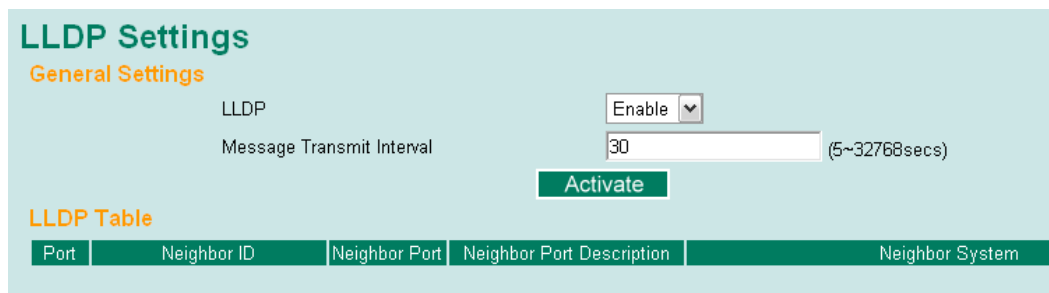 LLDP Settings
General Settings
LLDP Enable
Message Transmit Interval 30 (5~32768secs)
Activate
LLDP Table
Port Neighbor ID Neighbor Port Neighbor Port Description Neighbor System